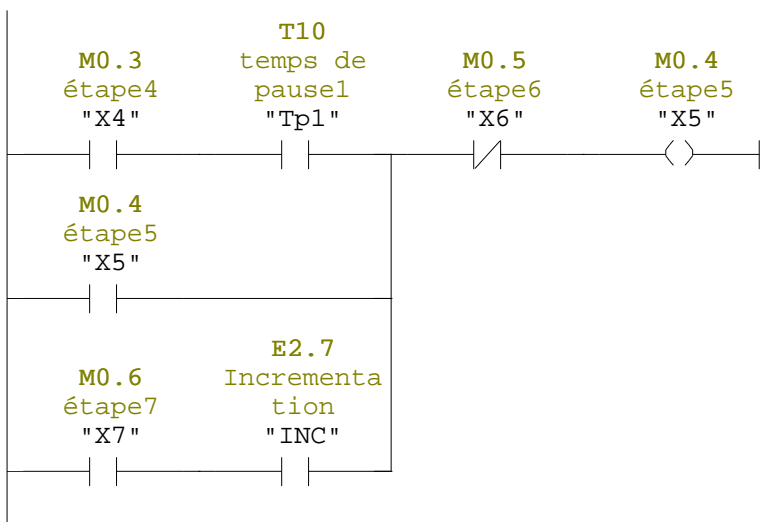 T10
M0.3 temps de M0.5 M0.4
étape4 pause1 étape6 étape5
"X4" "Tp1" "X6" "X5"
M0.4
étape5
"X5"
E2.7
M0.6 Incrementa
étape7 tion
"X7" "INC"